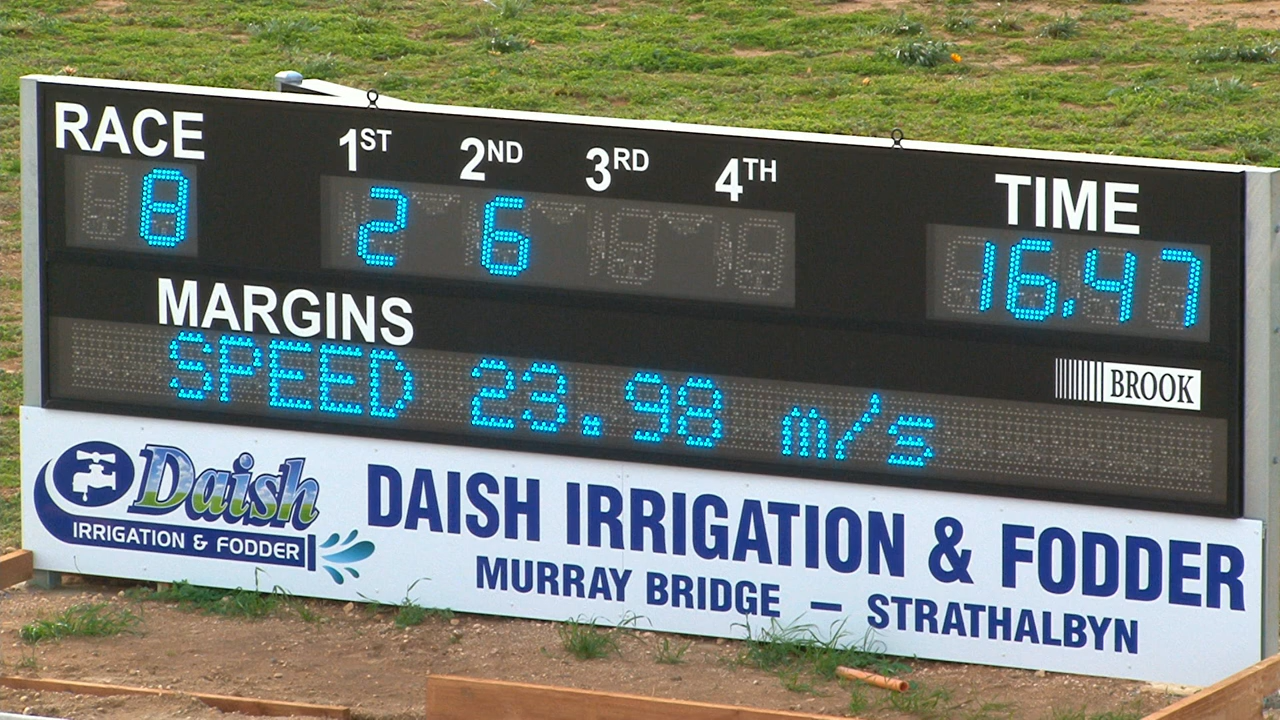 RACE 1ST 2ND 3RD 4TH TIME
8 2 6 16.47
MARGINS
SPEED 23.98 m/s
BROOK
Daish
IRRIGATION & FODDER
DAISH IRRIGATION & FODDER
MURRAY BRIDGE – STRATHALBYN